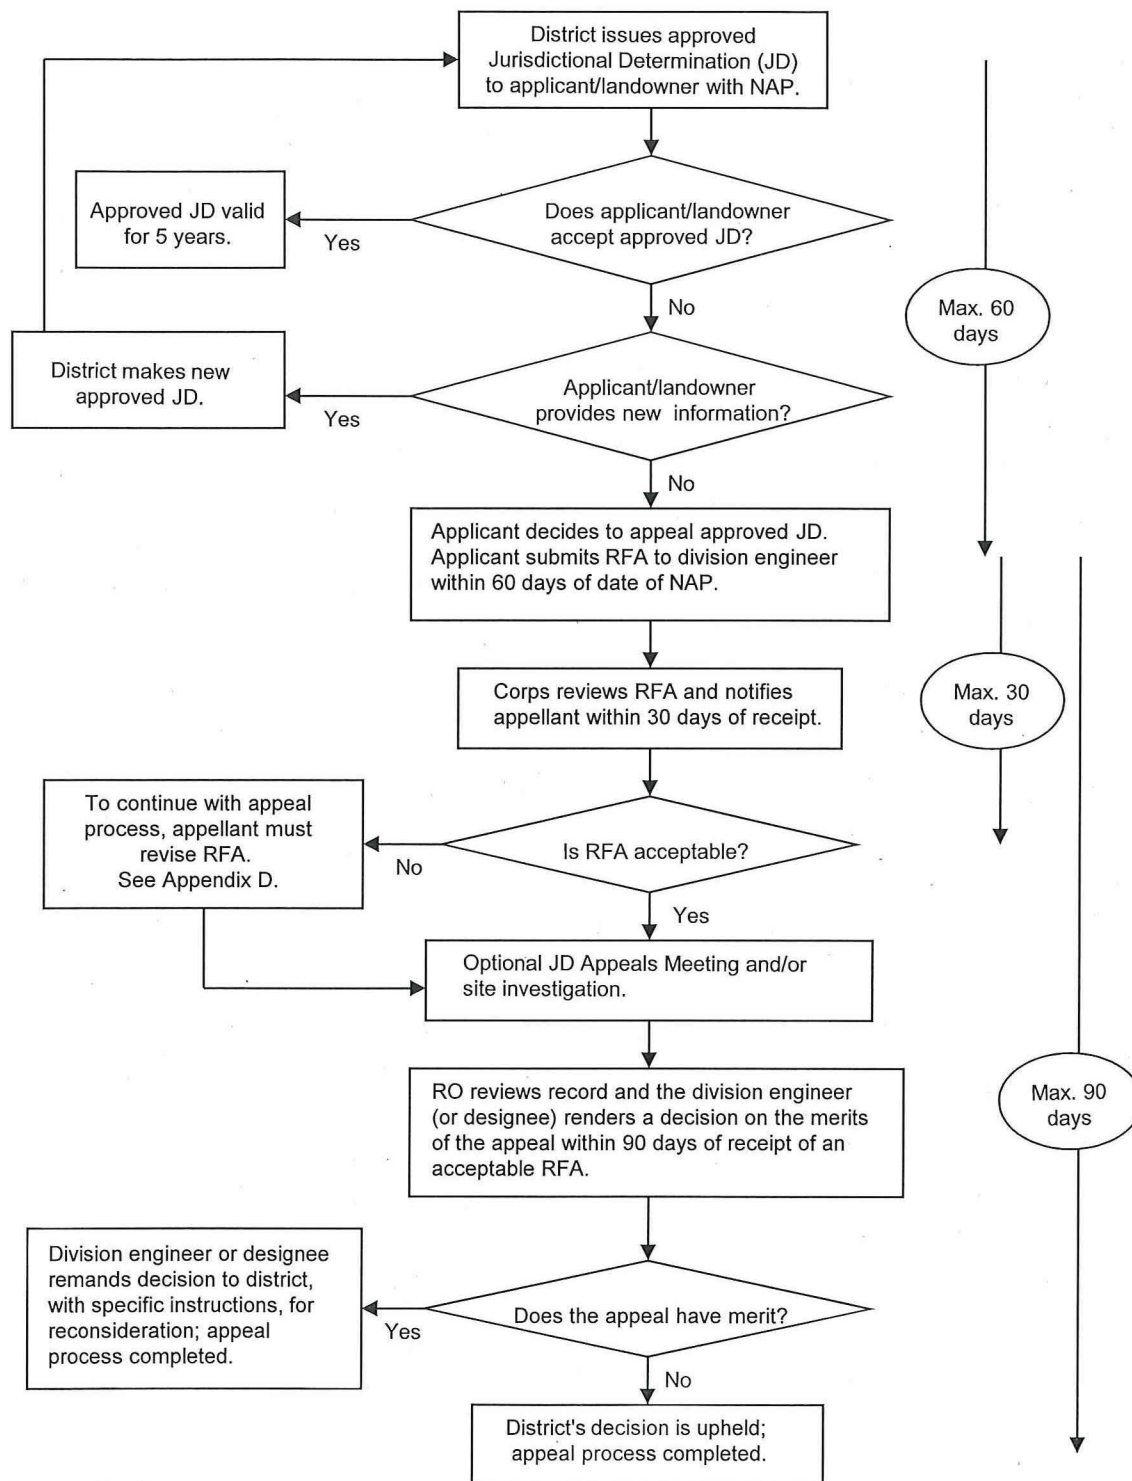 District issues approved
Jurisdictional Determination (JD)
to applicant/landowner with NAP.
Approved JD valid
for 5 years.
Yes
Does applicant/landowner
accept approved JD?
No
Max. 60
days
District makes new
approved JD.
Yes
Applicant/landowner
provides new information?
No
Applicant decides to appeal approved JD.
Applicant submits RFA to division engineer
within 60 days of date of NAP.
Corps reviews RFA and notifies
appellant within 30 days of receipt.
Max. 30
days
To continue with appeal
process, appellant must
revise RFA.
See Appendix D.
No
Is RFA acceptable?
Yes
Optional JD Appeals Meeting and/or
site investigation.
RO reviews record and the division engineer
(or designee) renders a decision on the merits
of the appeal within 90 days of receipt of an
acceptable RFA.
Max. 90
days
Division engineer or designee
remands decision to district,
with specific instructions, for
reconsideration; appeal
process completed.
Yes
Does the appeal have merit?
No
District's decision is upheld;
appeal process completed.